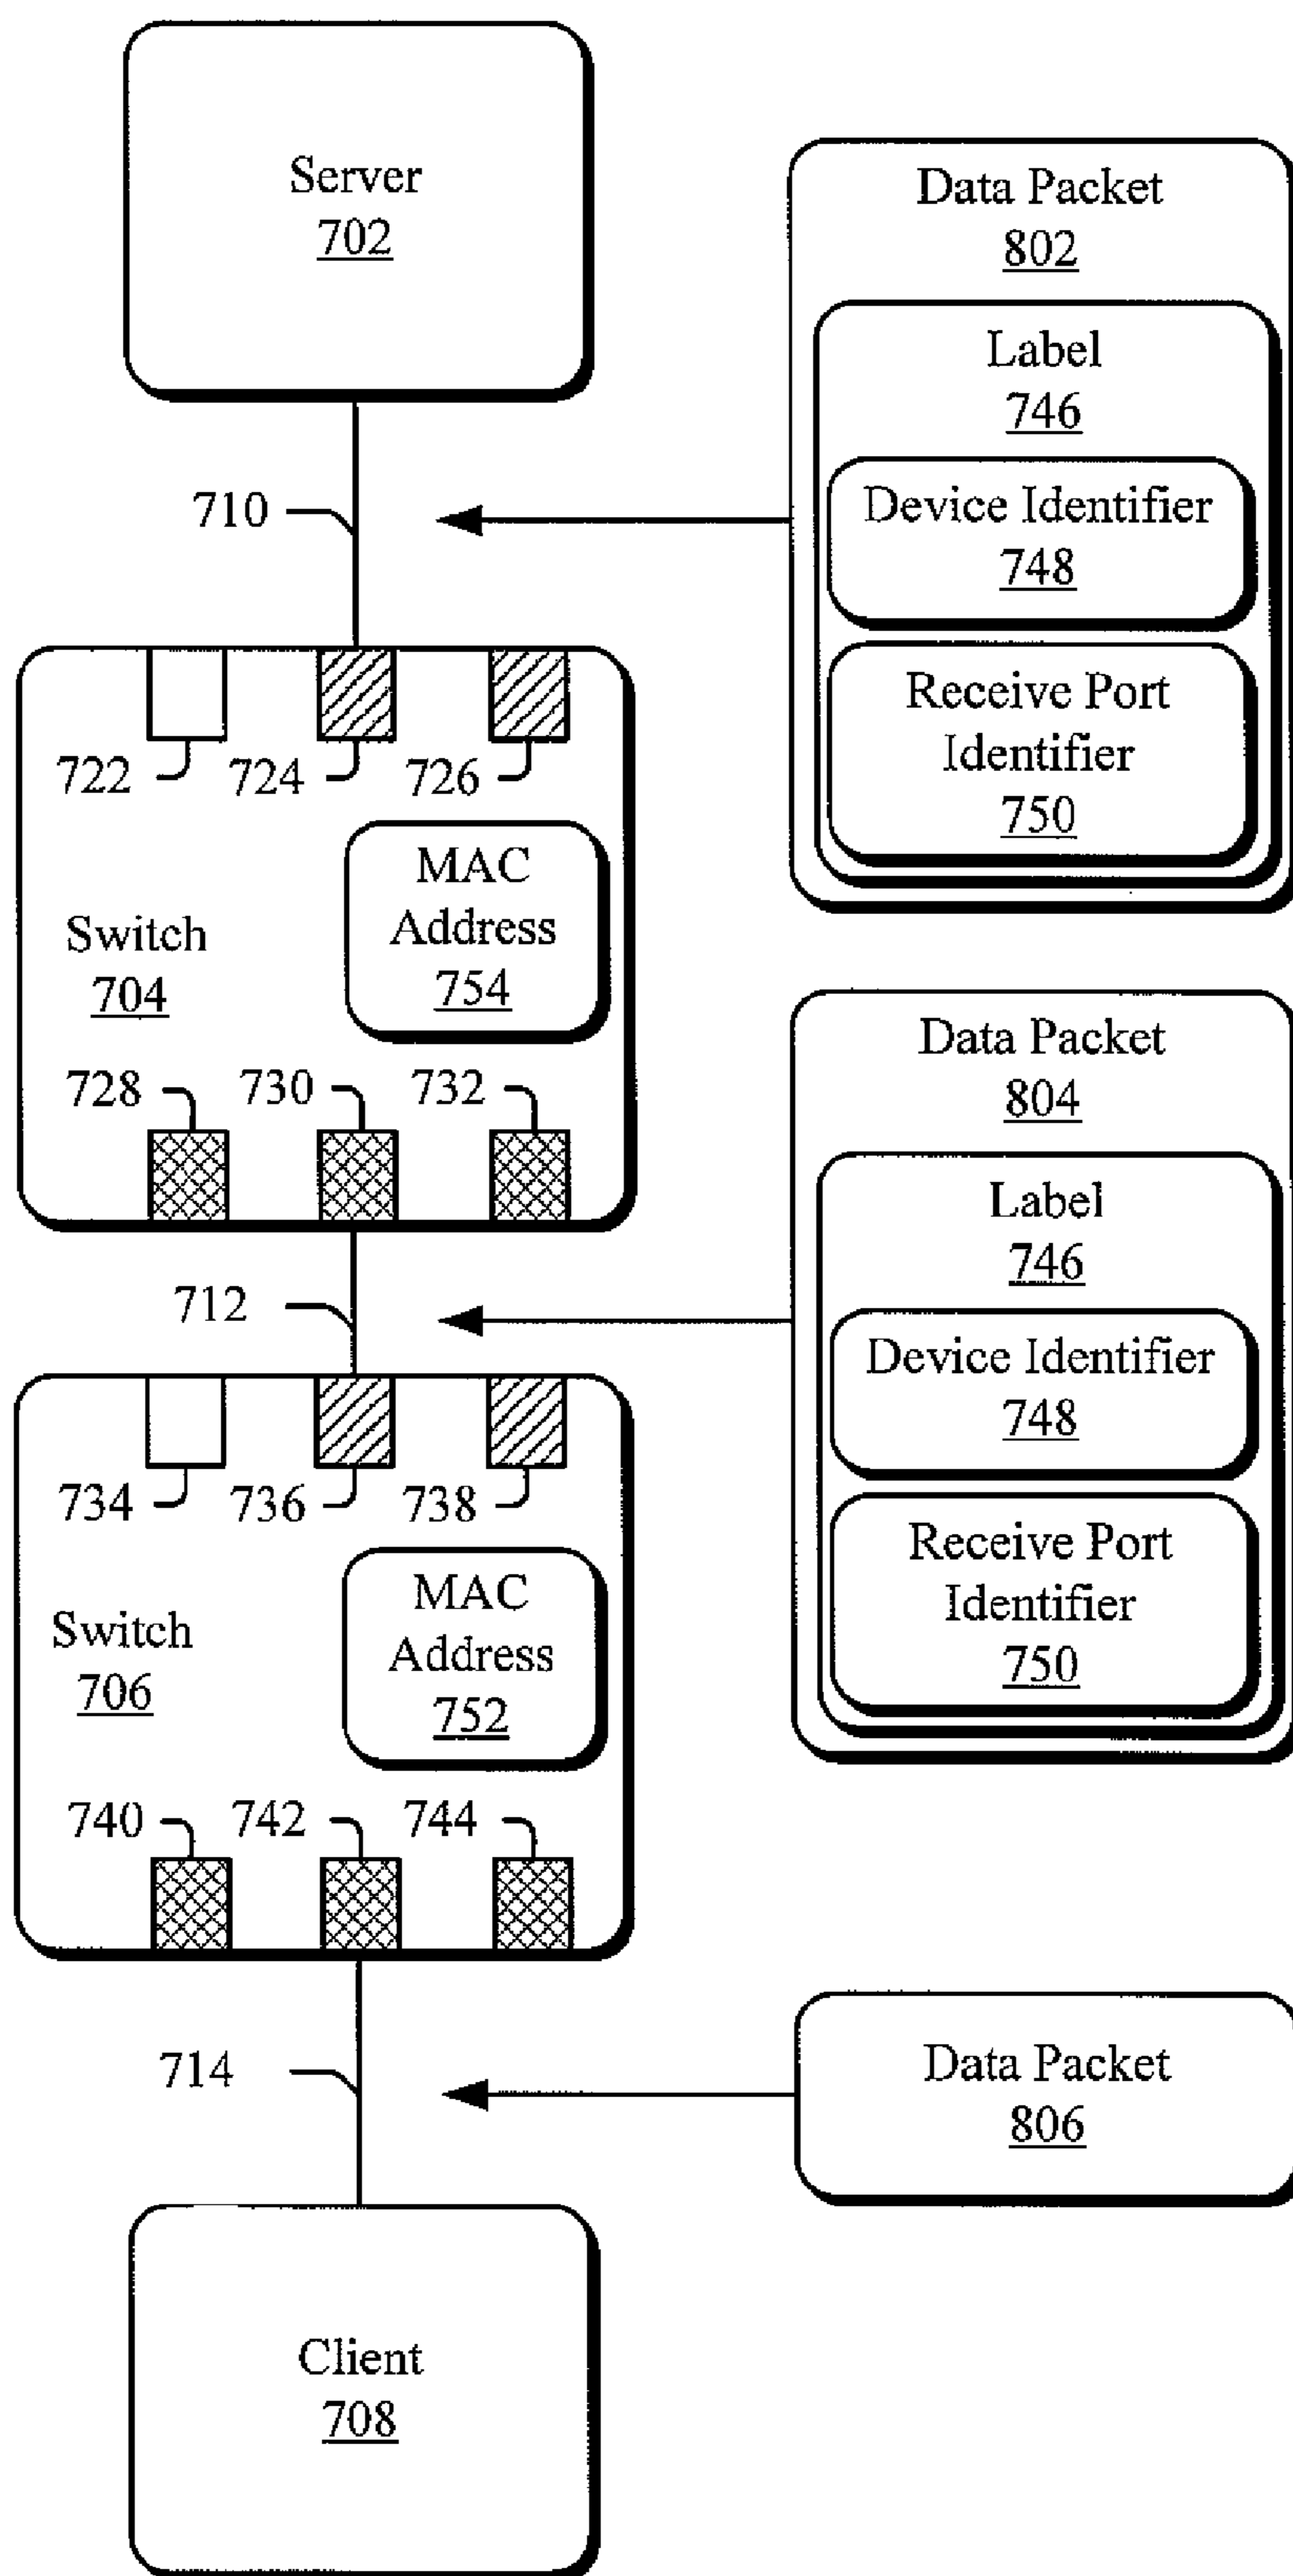 Server
702
Data Packet
802
Label
746
Device Identifier
748
Receive Port
Identifier
750
710
722 724 726
MAC
Address
754
Switch
704
728 730 732
Data Packet
804
Label
746
Device Identifier
748
Receive Port
Identifier
750
712
734 736 738
MAC
Address
752
Switch
706
740 742 744
714
Data Packet
806
Client
708